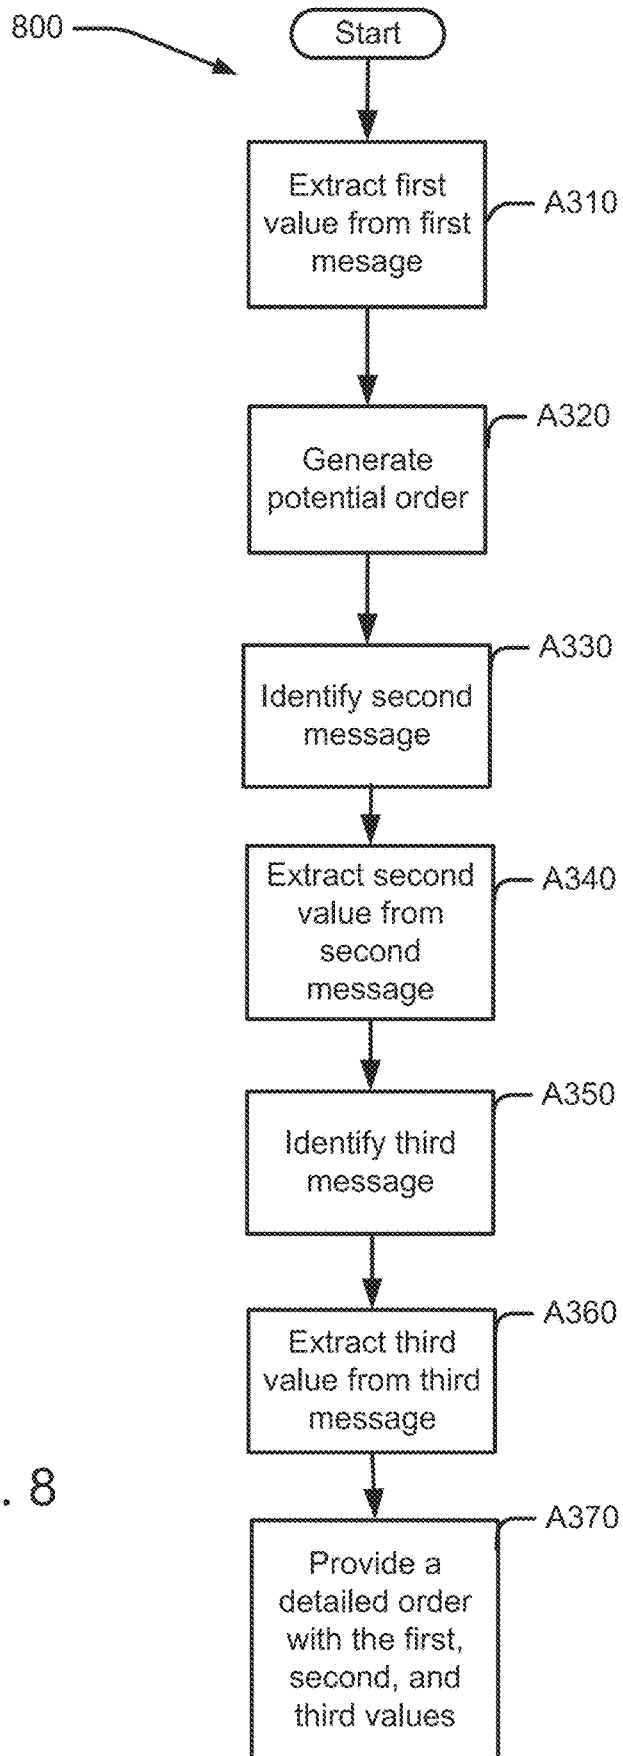 800
Start
Extract first
value from first
mesage
A310
Generate
potential order
A320
Identify second
message
A330
Extract second
value from
second
message
A340
Identify third
message
A350
Extract third
value from third
message
A360
. 8
Provide a
detailed order
with the first,
second, and
third values
A370